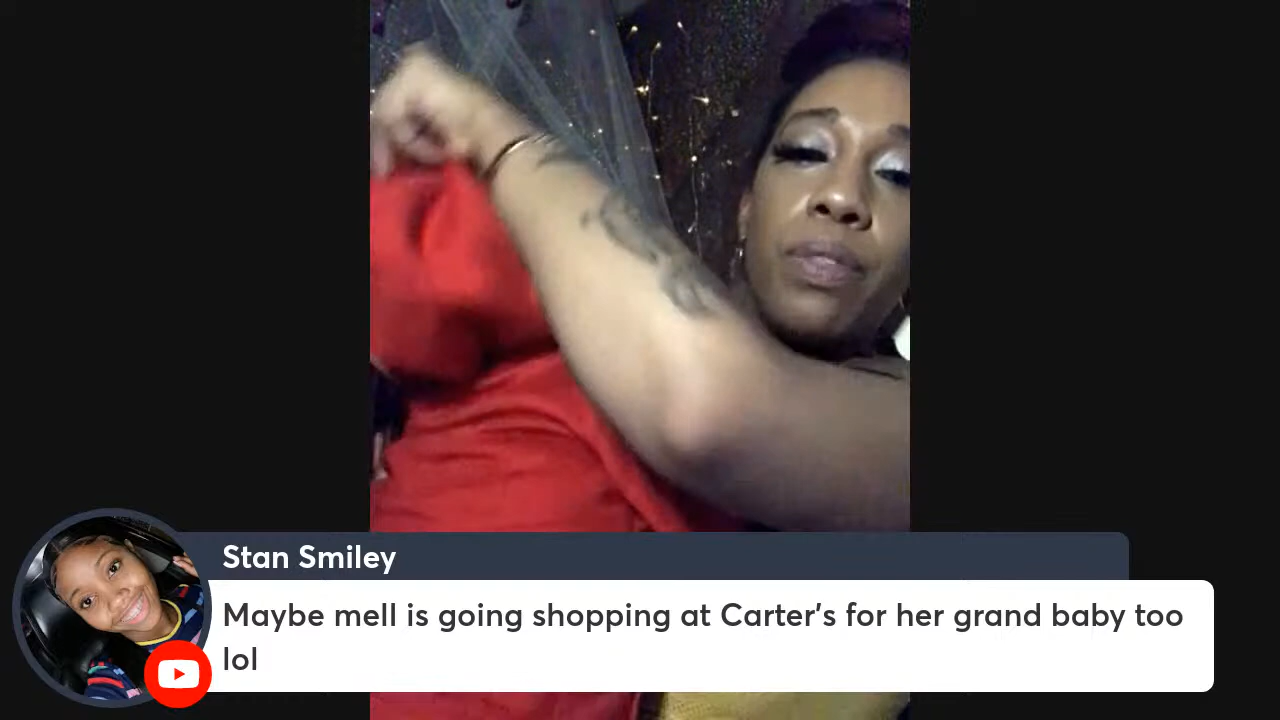 Stan Smiley
Maybe mell is going shopping at Carter's for her grand baby too
lol